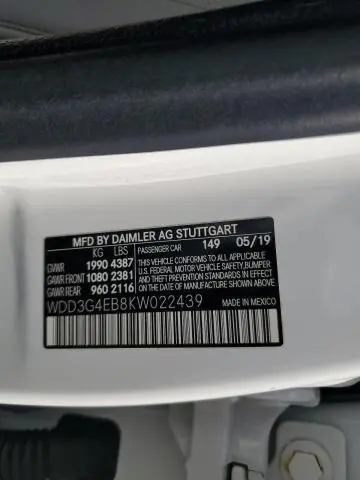 MFD BY DAIMLER AG STUTTGART
KG LBS PASSENGER CAR 149 05/19
GVWR 1990 4387 THIS VEHICLE CONFORMS TO ALL APPLI-
GAWR FRONT 1080 2381 CABLE U.S. FEDERAL MOTOR VEHICLE SAFETY, BUMPER
GAWR REAR 960 2116 AND THEFT PREVENTION STANDARDS IN EFFECT
ON THE DATE OF MANUFACTURE SHOWN ABOVE.
WDD3G4EB8KW022439 MADE IN MEXICO